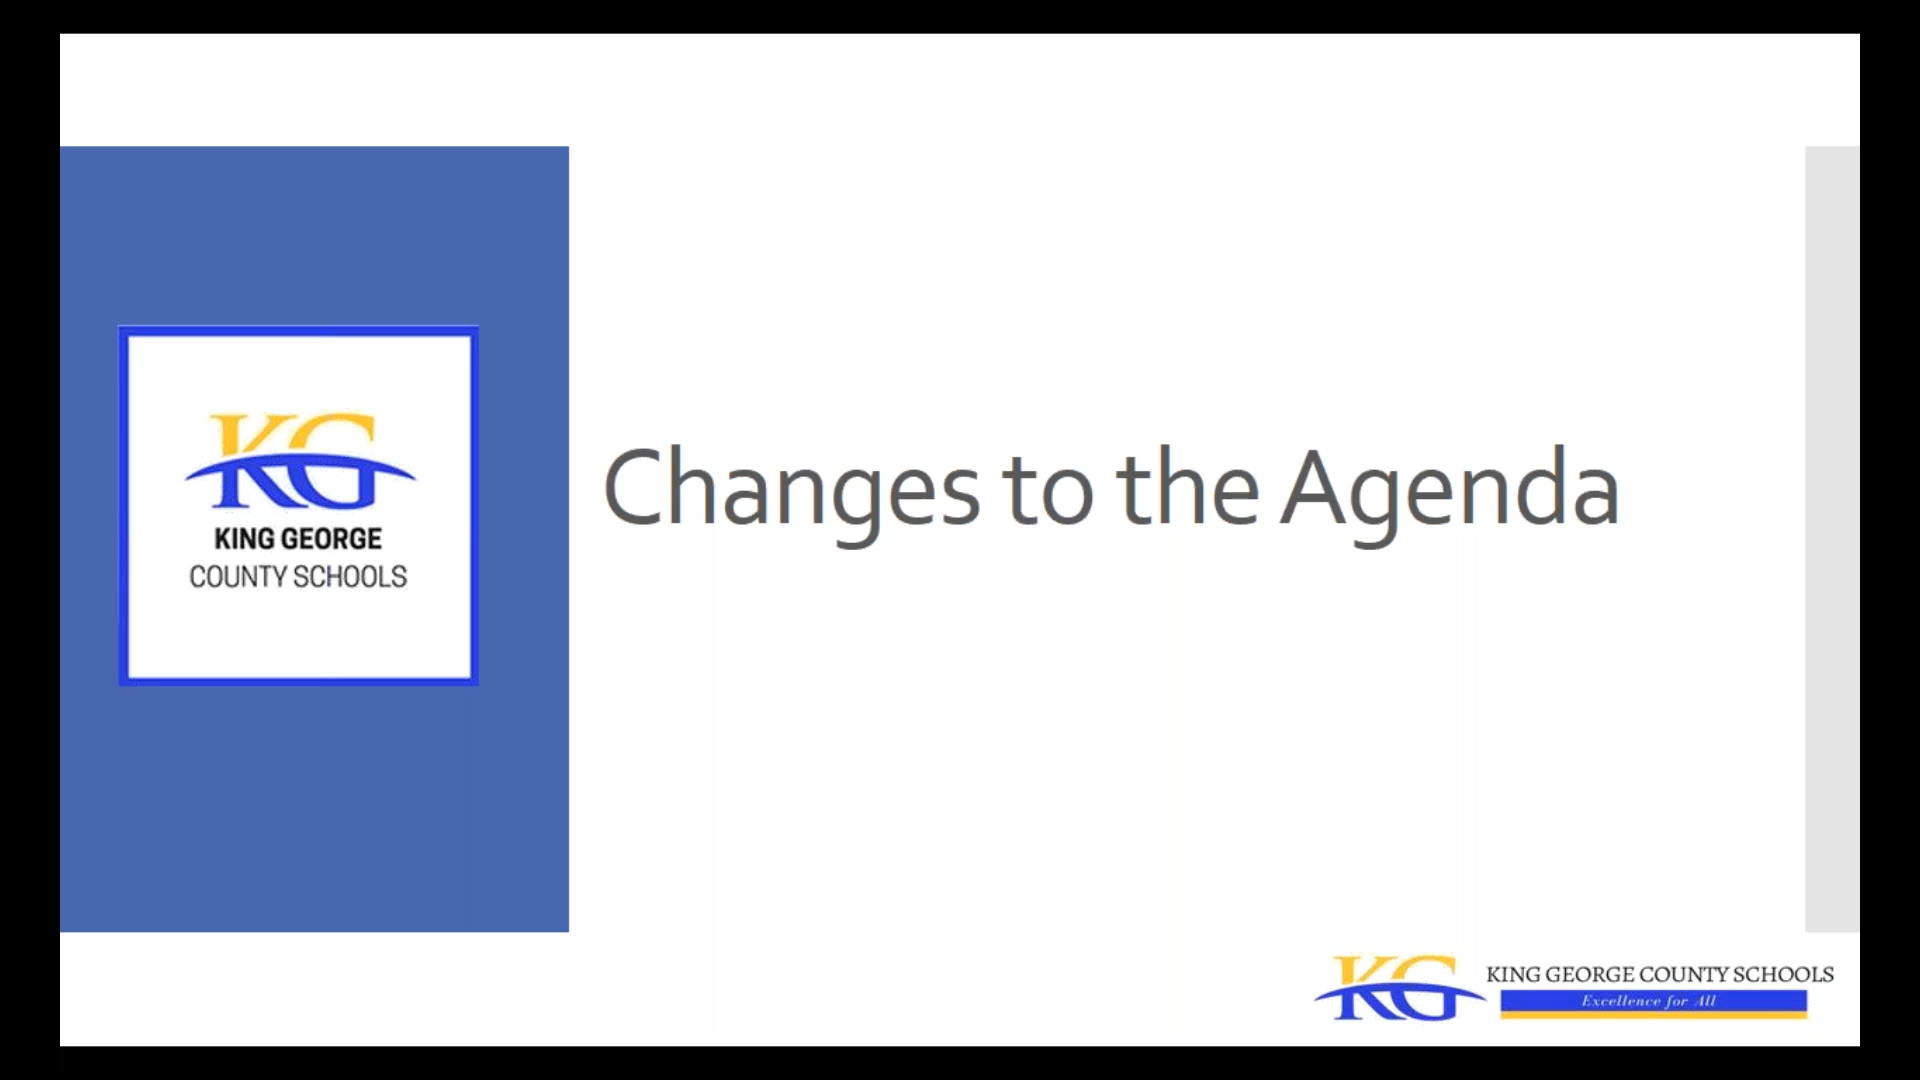 KG
KING GEORGE
COUNTY SCHOOLS
Changes to the Agenda
KG
KING GEORGE COUNTY SCHOOLS
Excellence for All